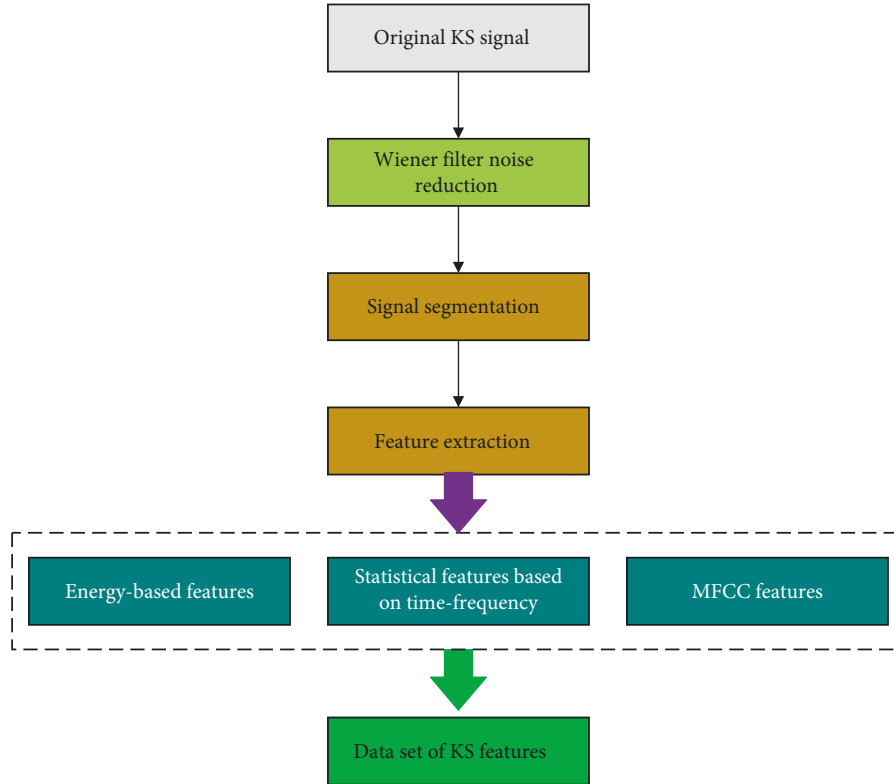 Original KS signal
Wiener filter noise
reduction
Signal segmentation
Feature extraction
Energy-based features
Statistical features based
on time-frequency
MFCC features
Data set of KS features